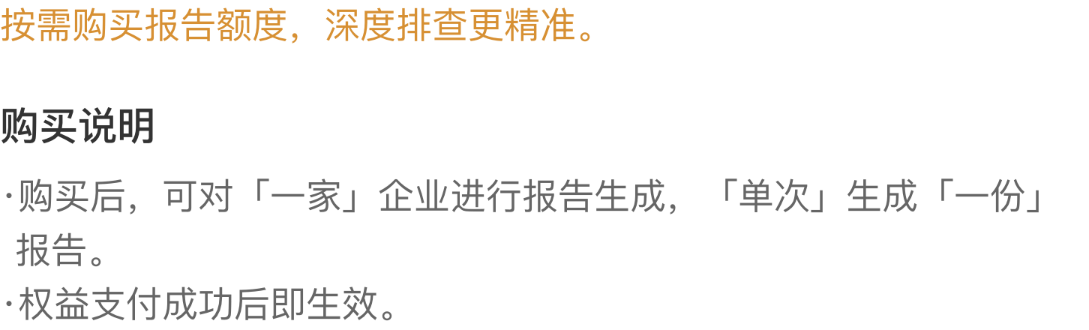 按需购买报告额度，深度排查更精准。
购买说明
·购买后，可对「一家」企业进行报告生成，「单次」生成「一份」
报告。
·权益支付成功后即生效。